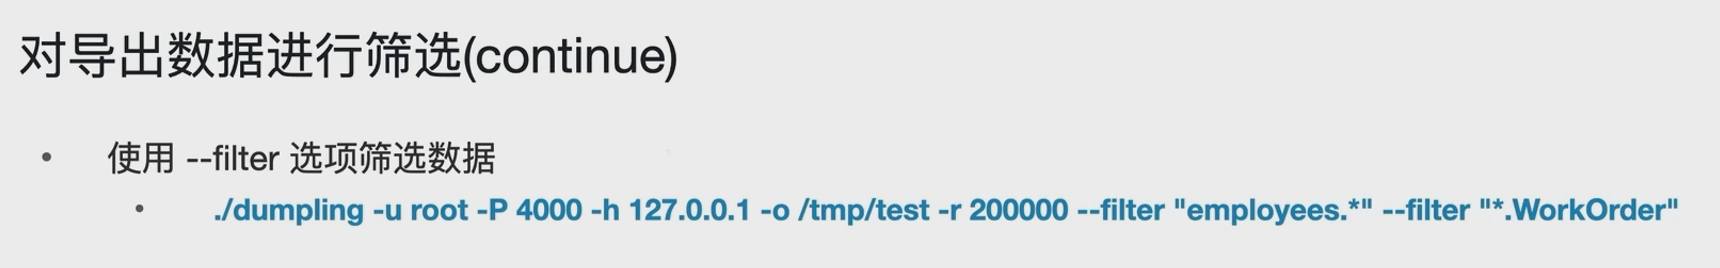 对导出数据进行筛选(continue)
• 使用 --filter 选项筛选数据
• ./dumpling -u root -P 4000 -h 127.0.0.1 -o /tmp/test -r 200000 --filter "employees.*" --filter "*.WorkOrder"